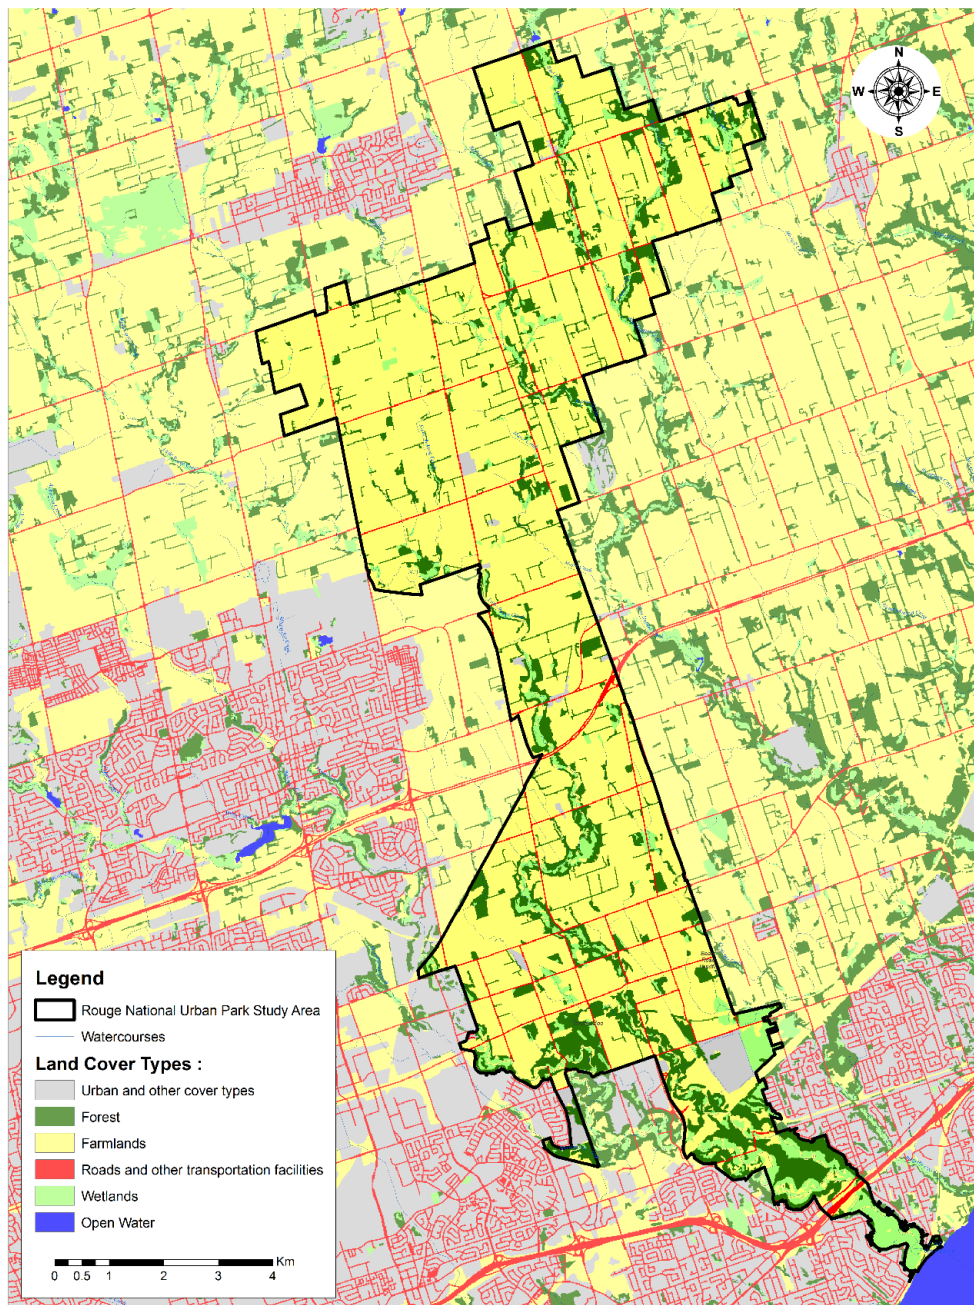 N
W E
S
Legend
Rouge National Urban Park Study Area
Watercourses
Land Cover Types :
Urban and other cover types
Forest
Farmlands
Roads and other transportation facilities
Wetlands
Open Water
0 0.5 1 2 3 4 Km